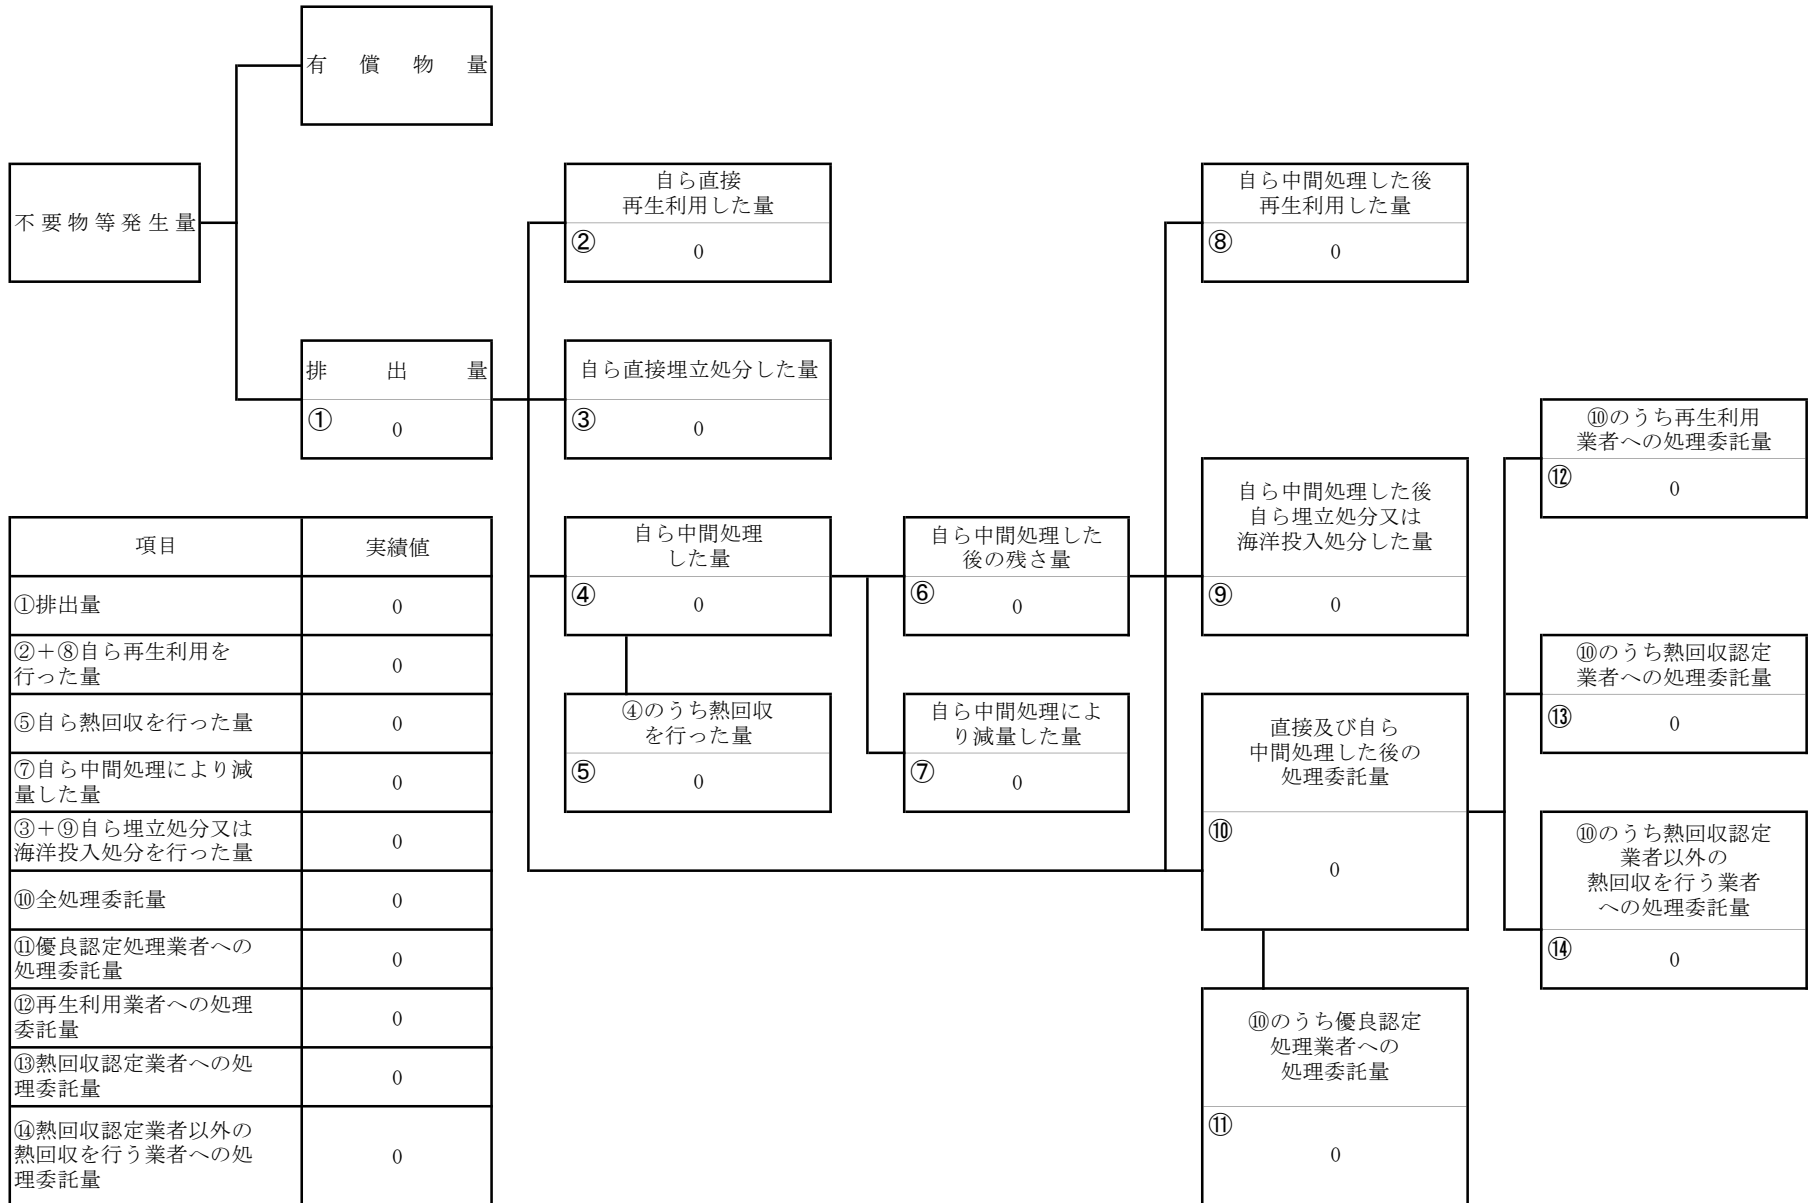 有償物量
不要物等発生量
排出量
①
0
自ら直接
再生利用した量
②
0
自ら直接埋立処分した量
③
0
自ら中間処理
した量
④
0
④のうち熱回収
を行った量
⑤
0
自ら中間処理した
後の残さ量
⑥
0
自ら中間処理によ
り減量した量
⑦
0
自ら中間処理した後
再生利用した量
⑧
0
自ら中間処理した後
自ら埋立処分又は
海洋投入処分した量
⑨
0
直接及び自ら
中間処理した後の
処理委託量
⑩
0
⑩のうち優良認定
処理業者への
処理委託量
⑪
0
⑩のうち再生利用
業者への処理委託量
⑫
0
⑩のうち熱回収認定
業者への処理委託量
⑬
0
⑩のうち熱回収認定
業者以外の
熱回収を行う業者
への処理委託量
⑭
0
項目 実績値
①排出量 0
②+⑧自ら再生利用を
行った量 0
⑤自ら熱回収を行った量 0
⑦自ら中間処理により減
量した量 0
③+⑨自ら埋立処分又は
海洋投入処分を行った量 0
⑩全処理委託量 0
⑪優良認定処理業者への
処理委託量 0
⑫再生利用業者への処理
委託量 0
⑬熱回収認定業者への処
理委託量 0
⑭熱回収認定業者以外の
熱回収を行う業者への処
理委託量 0